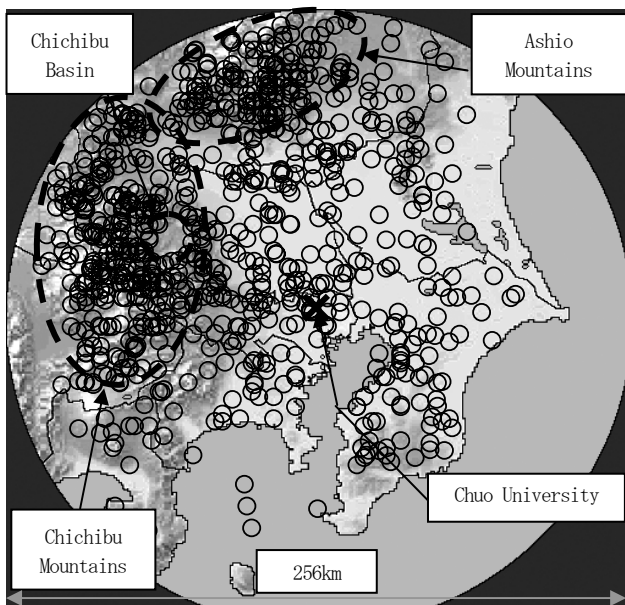 Chichibu
Basin
Ashio
Mountains
Chuo University
Chichibu
Mountains
256km